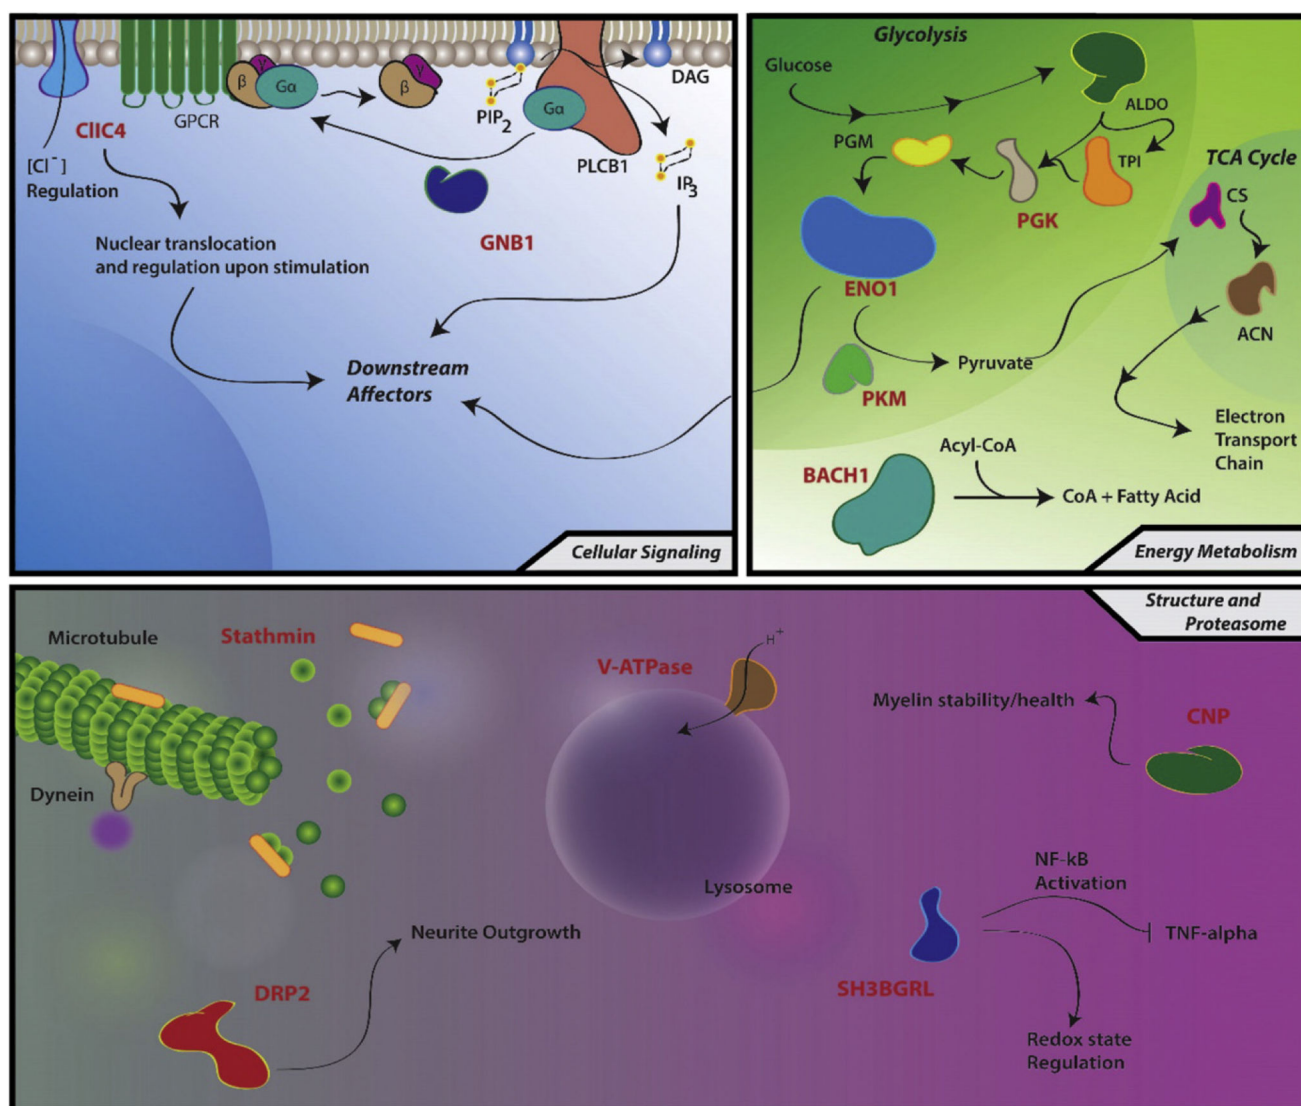 γ
β
Gα
γ
β
PIP2
Gα
DAG
GPCR
ClIC4
PLCB1
[Cl-]
Regulation
IP3
GNB1
Nuclear translocation
and regulation upon stimulation
Downstream
Affectors
Cellular Signaling
Glycolysis
Glucose
ALDO
PGM
TPI
TCA Cycle
CS
PGK
ENO1
ACN
Pyruvate
PKM
Electron
Transport
Chain
Acyl-CoA
BACH1
CoA + Fatty Acid
Energy Metabolism
Structure and
Proteasome
Microtubule
Stathmin
H+
V-ATPase
Myelin stability/health
CNP
Dynein
Lysosome
NF-kB
Activation
Neurite Outgrowth
TNF-alpha
DRP2
SH3BGRL
Redox state
Regulation